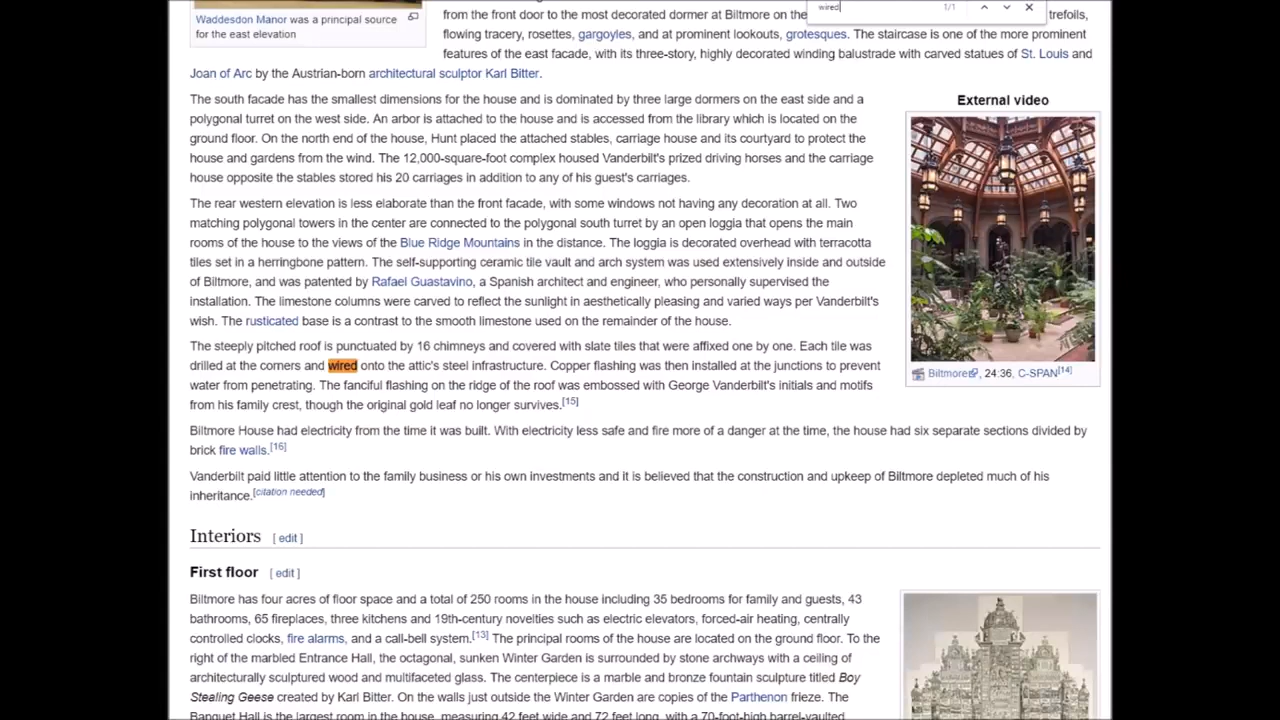 wired
1/1
Waddesdon Manor was a principal source
for the east elevation
from the front door to the most decorated dormer at Biltmore on the
trefoils,
flowing tracery, rosettes, gargoyles, and at prominent lookouts, grotesques. The staircase is one of the more prominent
features of the east facade, with its three-story, highly decorated winding balustrade with carved statues of St. Louis and
Joan of Arc by the Austrian-born architectural sculptor Karl Bitter.
The south facade has the smallest dimensions for the house and is dominated by three large dormers on the east side and a
polygonal turret on the west side. An arbor is attached to the house and is accessed from the library which is located on the
ground floor. On the north end of the house, Hunt placed the attached stables, carriage house and its courtyard to protect the
house and gardens from the wind. The 12,000-square-foot complex housed Vanderbilt's prized driving horses and the carriage
house opposite the stables stored his 20 carriages in addition to any of his guest's carriages.
The rear western elevation is less elaborate than the front facade, with some windows not having any decoration at all. Two
matching polygonal towers in the center are connected to the polygonal south turret by an open loggia that opens the main
rooms of the house to the views of the Blue Ridge Mountains in the distance. The loggia is decorated overhead with terracotta
tiles set in a herringbone pattern. The self-supporting ceramic tile vault and arch system was used extensively inside and outside
of Biltmore, and was patented by Rafael Guastavino, a Spanish architect and engineer, who personally supervised the
installation. The limestone columns were carved to reflect the sunlight in aesthetically pleasing and varied ways per Vanderbilt's
wish. The rusticated base is a contrast to the smooth limestone used on the remainder of the house.
The steeply pitched roof is punctuated by 16 chimneys and covered with slate tiles that were affixed one by one. Each tile was
drilled at the corners and wired onto the attic's steel infrastructure. Copper flashing was then installed at the junctions to prevent
water from penetrating. The fanciful flashing on the ridge of the roof was embossed with George Vanderbilt's initials and motifs
from his family crest, though the original gold leaf no longer survives.[15]
External video
Biltmore, 24:36, C-SPAN[14]
Biltmore House had electricity from the time it was built. With electricity less safe and fire more of a danger at the time, the house had six separate sections divided by
brick fire walls.[16]
Vanderbilt paid little attention to the family business or his own investments and it is believed that the construction and upkeep of Biltmore depleted much of his
inheritance.[citation needed]
Interiors [ edit ]
First floor [ edit ]
Biltmore has four acres of floor space and a total of 250 rooms in the house including 35 bedrooms for family and guests, 43
bathrooms, 65 fireplaces, three kitchens and 19th-century novelties such as electric elevators, forced-air heating, centrally
controlled clocks, fire alarms, and a call-bell system.[13] The principal rooms of the house are located on the ground floor. To the
right of the marbled Entrance Hall, the octagonal, sunken Winter Garden is surrounded by stone archways with a ceiling of
architecturally sculptured wood and multifaceted glass. The centerpiece is a marble and bronze fountain sculpture titled Boy
Stealing Geese created by Karl Bitter. On the walls just outside the Winter Garden are copies of the Parthenon frieze. The
Banquet Hall is the largest room in the house, measuring 42 feet wide and 72 feet long, with a 70-foot-high barrel-vaulted